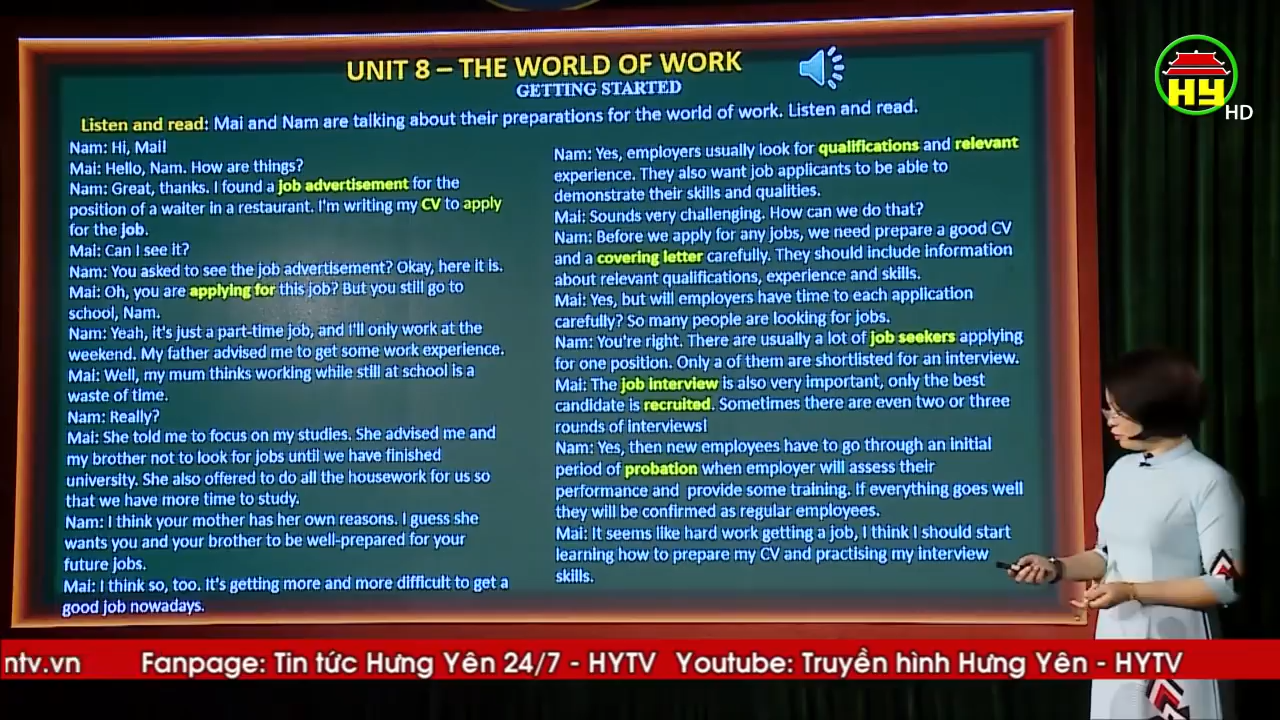 UNIT 8 – THE WORLD OF WORK
GETTING STARTED
Listen and read: Mai and Nam are talking about their preparations for the world of work. Listen and read.
Nam: Hi, Mai!
Mai: Hello, Nam. How are things?
Nam: Great, thanks. I found a job advertisement for the
position of a waiter in a restaurant. I'm writing my CV to apply
for the job.
Mai: Can I see it?
Nam: You asked to see the job advertisement? Okay, here it is.
Mai: Oh, you are applying for this job? But you still go to
school, Nam.
Nam: Yeah, it's just a part-time job, and I'll only work at the
weekend. My father advised me to get some work experience.
Mai: Well, my mum thinks working while still at school is a
waste of time.
Nam: Really?
Mai: She told me to focus on my studies. She advised me and
my brother not to look for jobs until we have finished
university. She also offered to do all the housework for us so
that we have more time to study.
Nam: I think your mother has her own reasons. I guess she
wants you and your brother to be well-prepared for your
future jobs.
Mai: I think so, too. It's getting more and more difficult to get a
good job nowadays.
Nam: Yes, employers usually look for qualifications and relevant
experience. They also want job applicants to be able to
demonstrate their skills and qualities.
Mai: Sounds very challenging. How can we do that?
Nam: Before we apply for any jobs, we need prepare a good CV
and a covering letter carefully. They should include information
about relevant qualifications, experience and skills.
Mai: Yes, but will employers have time to each application
carefully? So many people are looking for jobs.
Nam: You're right. There are usually a lot of job seekers applying
for one position. Only a of them are shortlisted for an interview.
Mai: The job interview is also very important, only the best
candidate is recruited. Sometimes there are even two or three
rounds of interviews!
Nam: Yes, then new employees have to go through an initial
period of probation when employer will assess their
performance and provide some training. If everything goes well
they will be confirmed as regular employees.
Mai: It seems like hard work getting a job, I think I should start
learning how to prepare my CV and practising my interview
skills.
HY HD
ntv.vn Fanpage: Tin tức Hưng Yên 24/7 - HYTV Youtube: Truyền hình Hưng Yên - HYTV